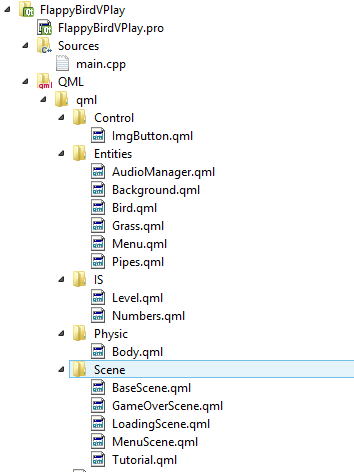 FlappyBirdVPlay
FlappyBirdVPlay.pro
Sources
main.cpp
QML
qml
Control
ImgButton.qml
Entities
AudioManager.qml
Background.qml
Bird.qml
Grass.qml
Menu.qml
Pipes.qml
IS
Level.qml
Numbers.qml
Physic
Body.qml
Scene
BaseScene.qml
GameOverScene.qml
LoadingScene.qml
MenuScene.qml
Tutorial.qml